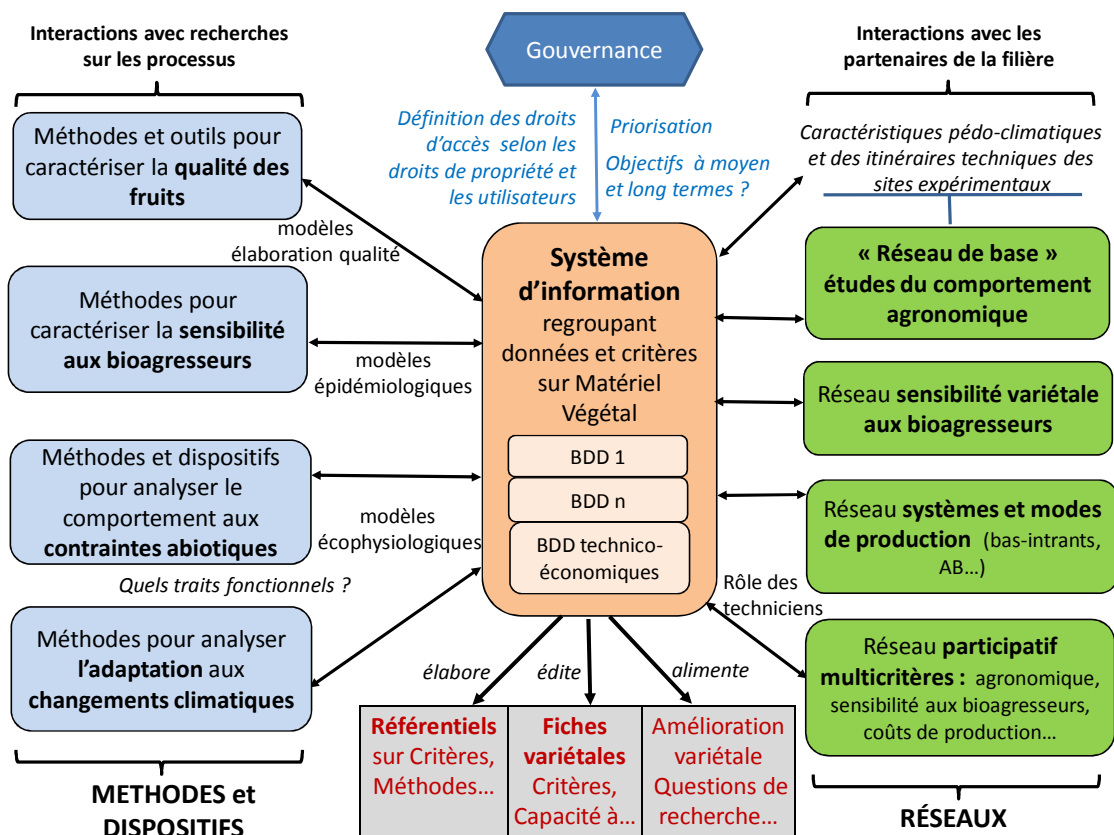 Interactions avec recherches
sur les processus
Méthodes et outils pour
caractériser la qualité des
fruits
modèles
élaboration qualité
Méthodes pour
caractériser la sensibilité
aux bioagresseurs
modèles
épidémiologiques
Méthodes et dispositifs
pour analyser le
comportement aux
contraintes abiotiques
modèles
écophysiologiques
Quels traits fonctionnels ?
Méthodes pour analyser
l'adaptation aux
changements climatiques
METHODES et
DISPOSITIFS
Gouvernance
Définition des droits
d'accès selon les
droits de propriété et
les utilisateurs
Priorisation
Objectifs à moyen
et long termes ?
Système
d'information
regroupant
données et critères
sur Matériel
Végétal
BDD 1
BDD n
BDD technico-
économiques
élabore
édite
alimente
Référentiels
sur Critères,
Méthodes...
Fiches
variétales
Critères,
Capacité à...
Amélioration
variétale
Questions de
recherche...
Interactions avec les
partenaires de la filière
Caractéristiques pédo-climatiques
et des itinéraires techniques des
sites expérimentaux
« Réseau de base »
études du comportement
agronomique
Réseau sensibilité variétale
aux bioagresseurs
Réseau systèmes et modes
de production (bas-intrants,
AB...)
Rôle des
techniciens
Réseau participatif
multicritères : agronomique,
sensibilité aux bioagresseurs,
coûts de production...
RÉSEAUX